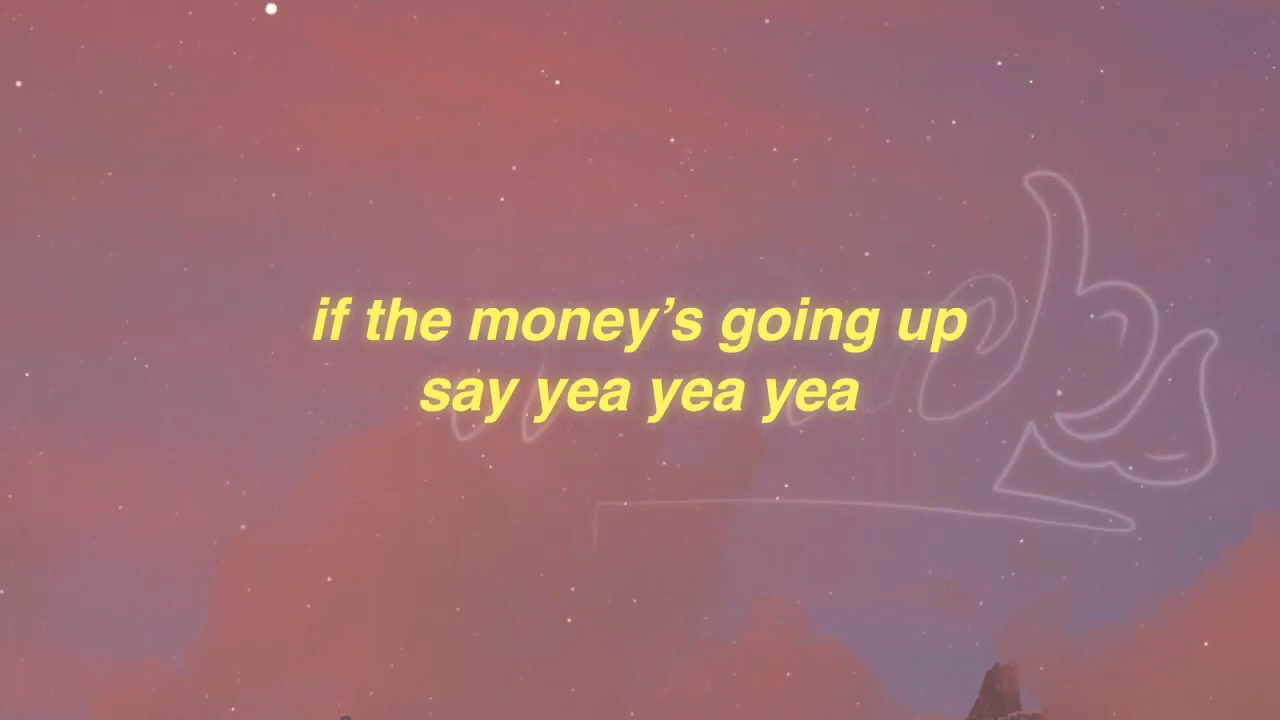 if the money’s going up
say yea yea yea